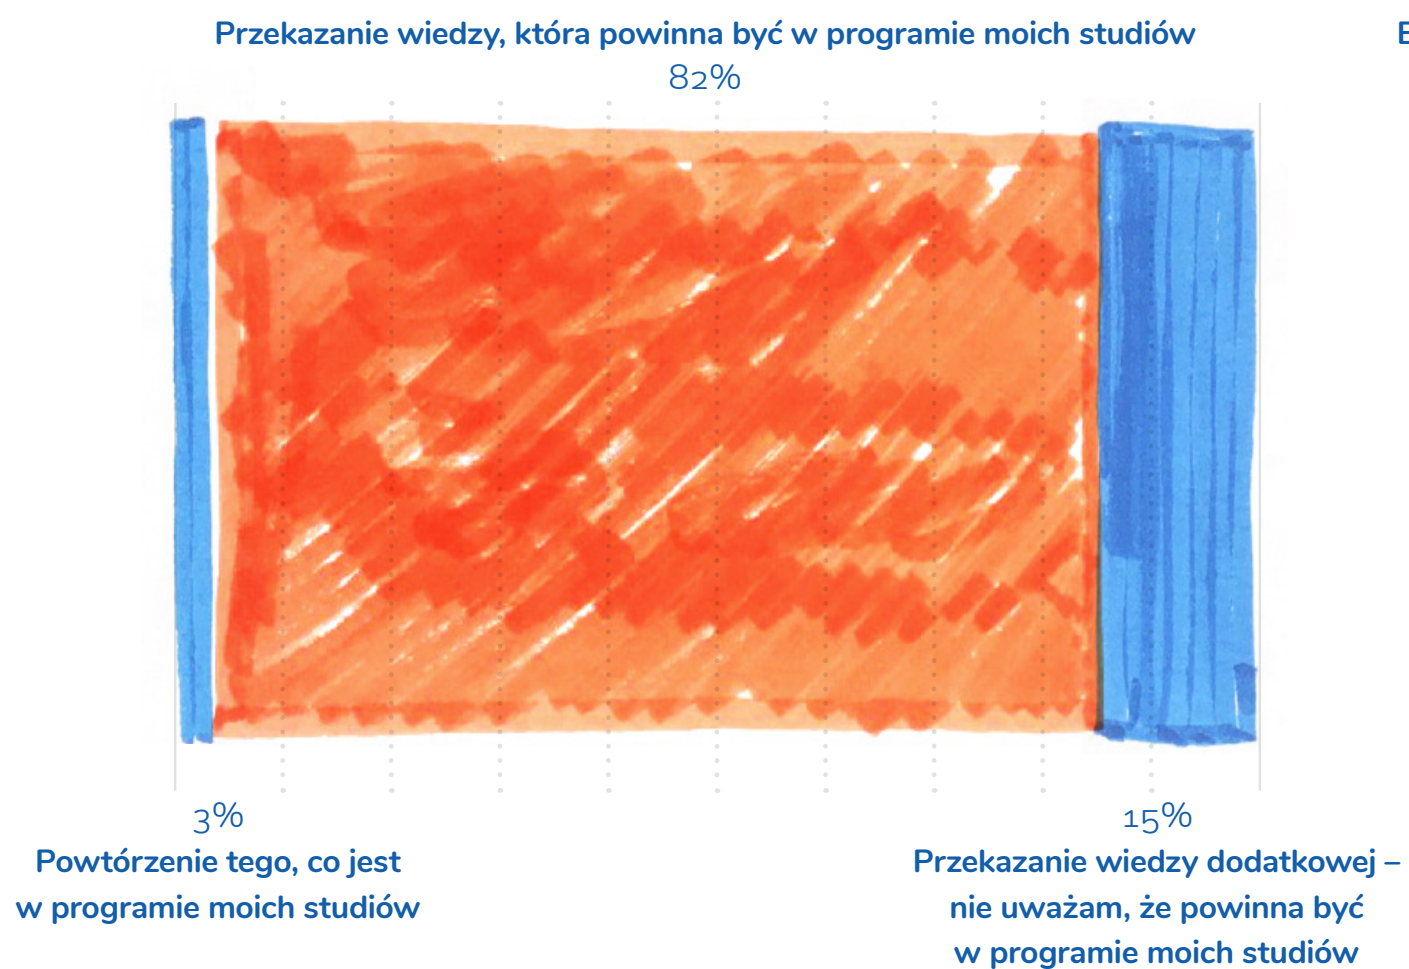 Przekazanie wiedzy, która powinna być w programie moich studiów
82%
3%
Powtórzenie tego, co jest
w programie moich studiów
15%
Przekazanie wiedzy dodatkowej –
nie uważam, że powinna być
w programie moich studiów